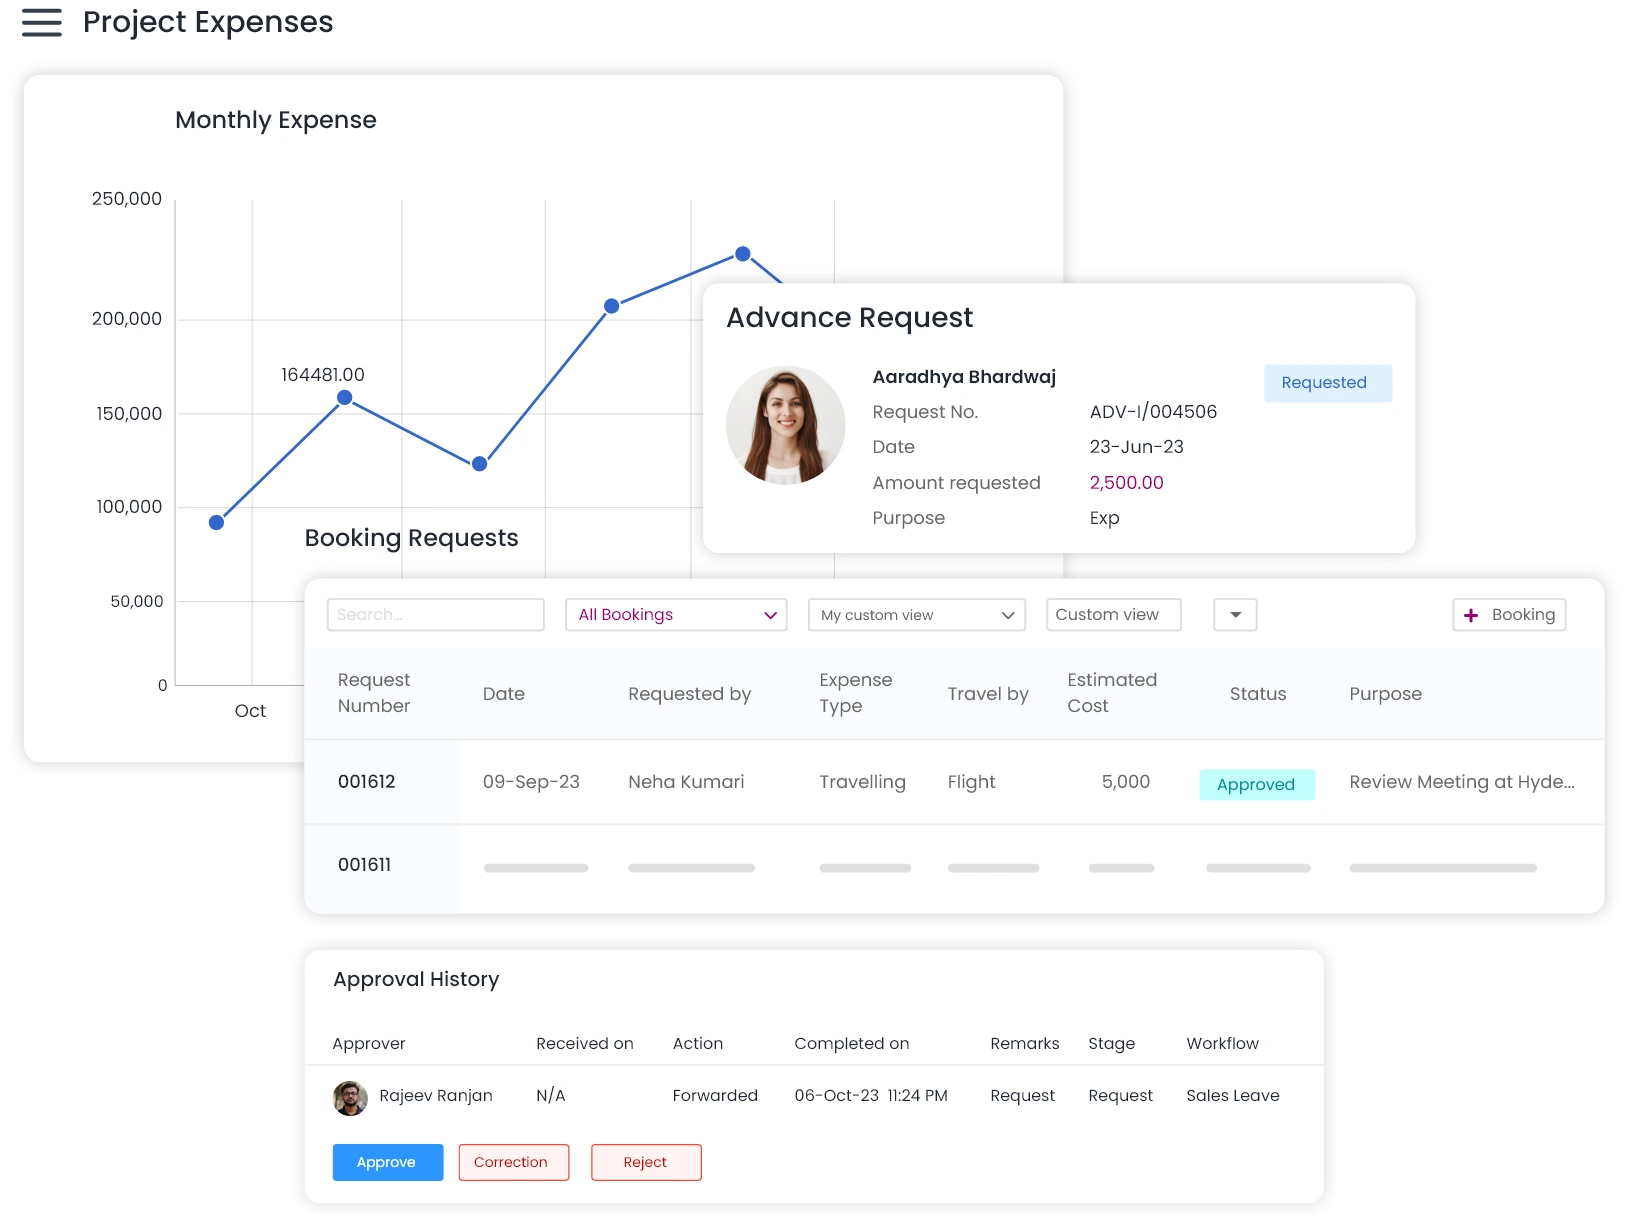 Project Expenses
Monthly Expense
250,000
200,000
164481.00
150,000
100,000
50,000
0
Oct
Advance Request
Aaradhya Bhardwaj
Requested
Request No. ADV-I/004506
Date 23-Jun-23
Amount requested 2,500.00
Purpose Exp
Booking Requests
Search... All Bookings My custom view Custom view + Booking
Request Number Date Requested by Expense Type Travel by Estimated Cost Status Purpose
001612 09-Sep-23 Neha Kumari Travelling Flight 5,000 Approved Review Meeting at Hyde...
001611
Approval History
Approver Received on Action Completed on Remarks Stage Workflow
Rajeev Ranjan N/A Forwarded 06-Oct-23 11:24 PM Request Request Sales Leave
Approve Correction Reject